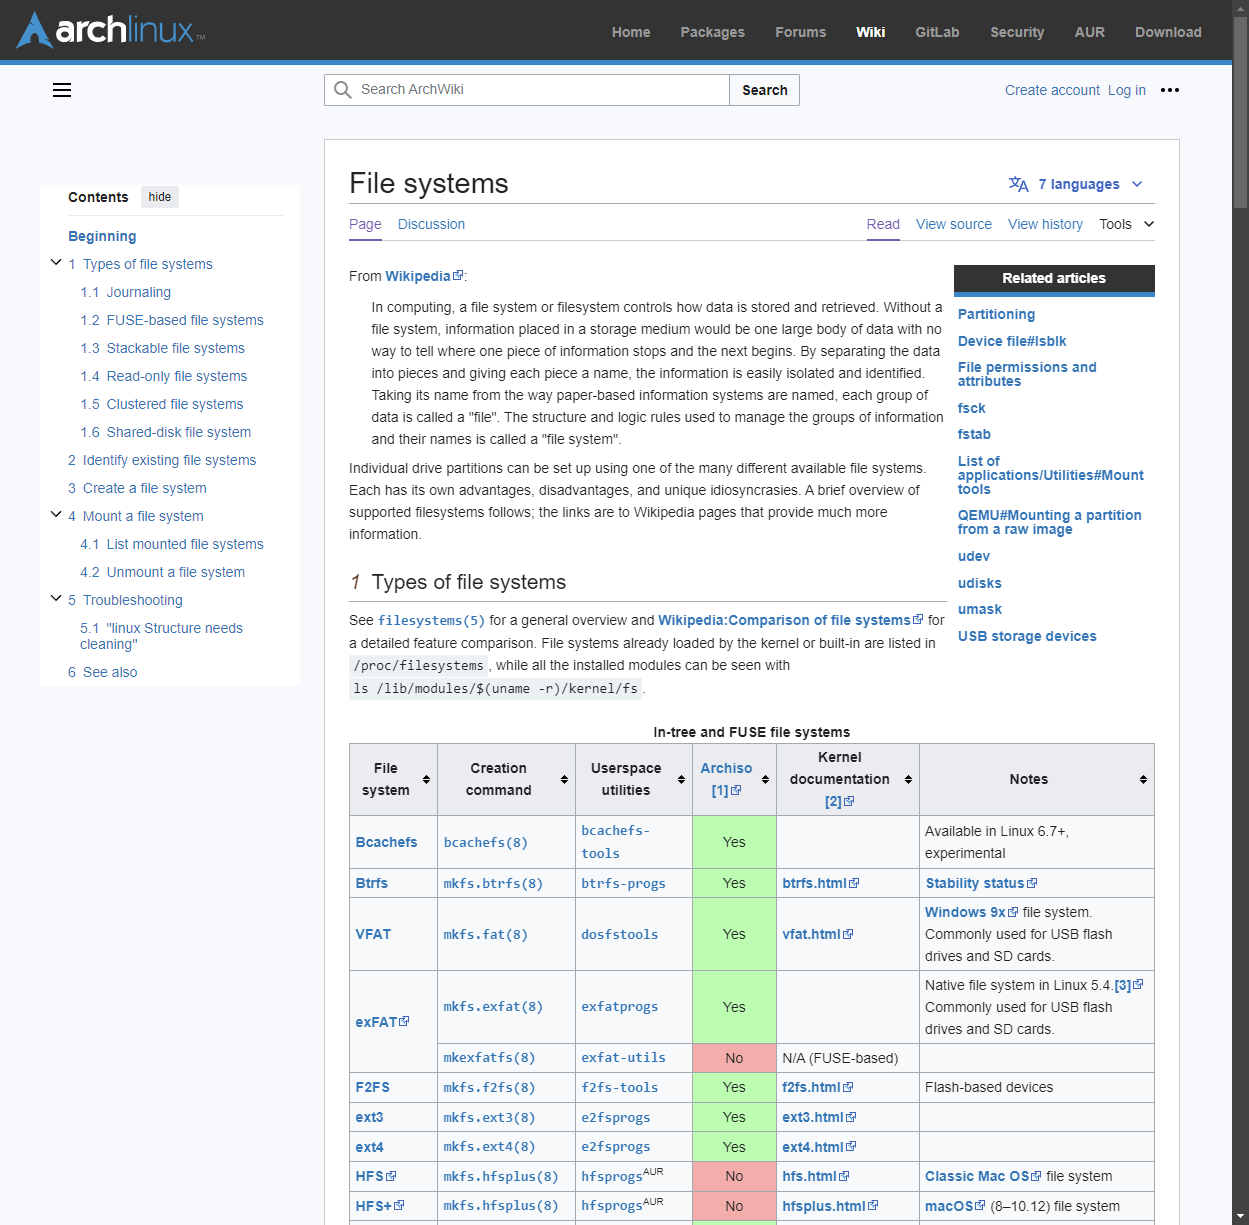 archlinux™
Home Packages Forums Wiki GitLab Security AUR Download
Search ArchWiki Search
Create account Log in
Contents hide
Beginning
1 Types of file systems
1.1 Journaling
1.2 FUSE-based file systems
1.3 Stackable file systems
1.4 Read-only file systems
1.5 Clustered file systems
1.6 Shared-disk file system
2 Identify existing file systems
3 Create a file system
4 Mount a file system
4.1 List mounted file systems
4.2 Unmount a file system
5 Troubleshooting
5.1 "linux Structure needs
cleaning"
6 See also
File systems
7 languages
Page Discussion Read View source View history Tools
From Wikipedia:
In computing, a file system or filesystem controls how data is stored and retrieved. Without a
file system, information placed in a storage medium would be one large body of data with no
way to tell where one piece of information stops and the next begins. By separating the data
into pieces and giving each piece a name, the information is easily isolated and identified.
Taking its name from the way paper-based information systems are named, each group of
data is called a "file". The structure and logic rules used to manage the groups of information
and their names is called a "file system".
Individual drive partitions can be set up using one of the many different available file systems.
Each has its own advantages, disadvantages, and unique idiosyncrasies. A brief overview of
supported filesystems follows; the links are to Wikipedia pages that provide much more
information.
Related articles
Partitioning
Device file#lsblk
File permissions and
attributes
fsck
fstab
List of
applications/Utilities#Mount
tools
QEMU#Mounting a partition
from a raw image
udev
udisks
umask
USB storage devices
1 Types of file systems
See filesystems(5) for a general overview and Wikipedia:Comparison of file systems for
a detailed feature comparison. File systems already loaded by the kernel or built-in are listed in
/proc/filesystems, while all the installed modules can be seen with
ls /lib/modules/$(uname -r)/kernel/fs.
In-tree and FUSE file systems
File
system
Creation
command
Userspace
utilities
Archiso
[1]
Kernel
documentation
[2]
Notes
Bcachefs bcachefs(8) bcachefs-
tools Yes Available in Linux 6.7+,
experimental
Btrfs mkfs.btrfs(8) btrfs-progs Yes btrfs.html Stability status
VFAT mkfs.fat(8) dosfstools Yes vfat.html Windows 9x file system.
Commonly used for USB flash
drives and SD cards.
exFAT mkfs.exfat(8) exfatprogs Yes Native file system in Linux 5.4.[3]
Commonly used for USB flash
drives and SD cards.
mkexfatfs(8) exfat-utils No N/A (FUSE-based)
F2FS mkfs.f2fs(8) f2fs-tools Yes f2fs.html Flash-based devices
ext3 mkfs.ext3(8) e2fsprogs Yes ext3.html
ext4 mkfs.ext4(8) e2fsprogs Yes ext4.html
HFS mkfs.hfsplus(8) hfsprogsAUR No hfs.html Classic Mac OS file system
HFS+ mkfs.hfsplus(8) hfsprogsAUR No hfsplus.html macOS (8–10.12) file system